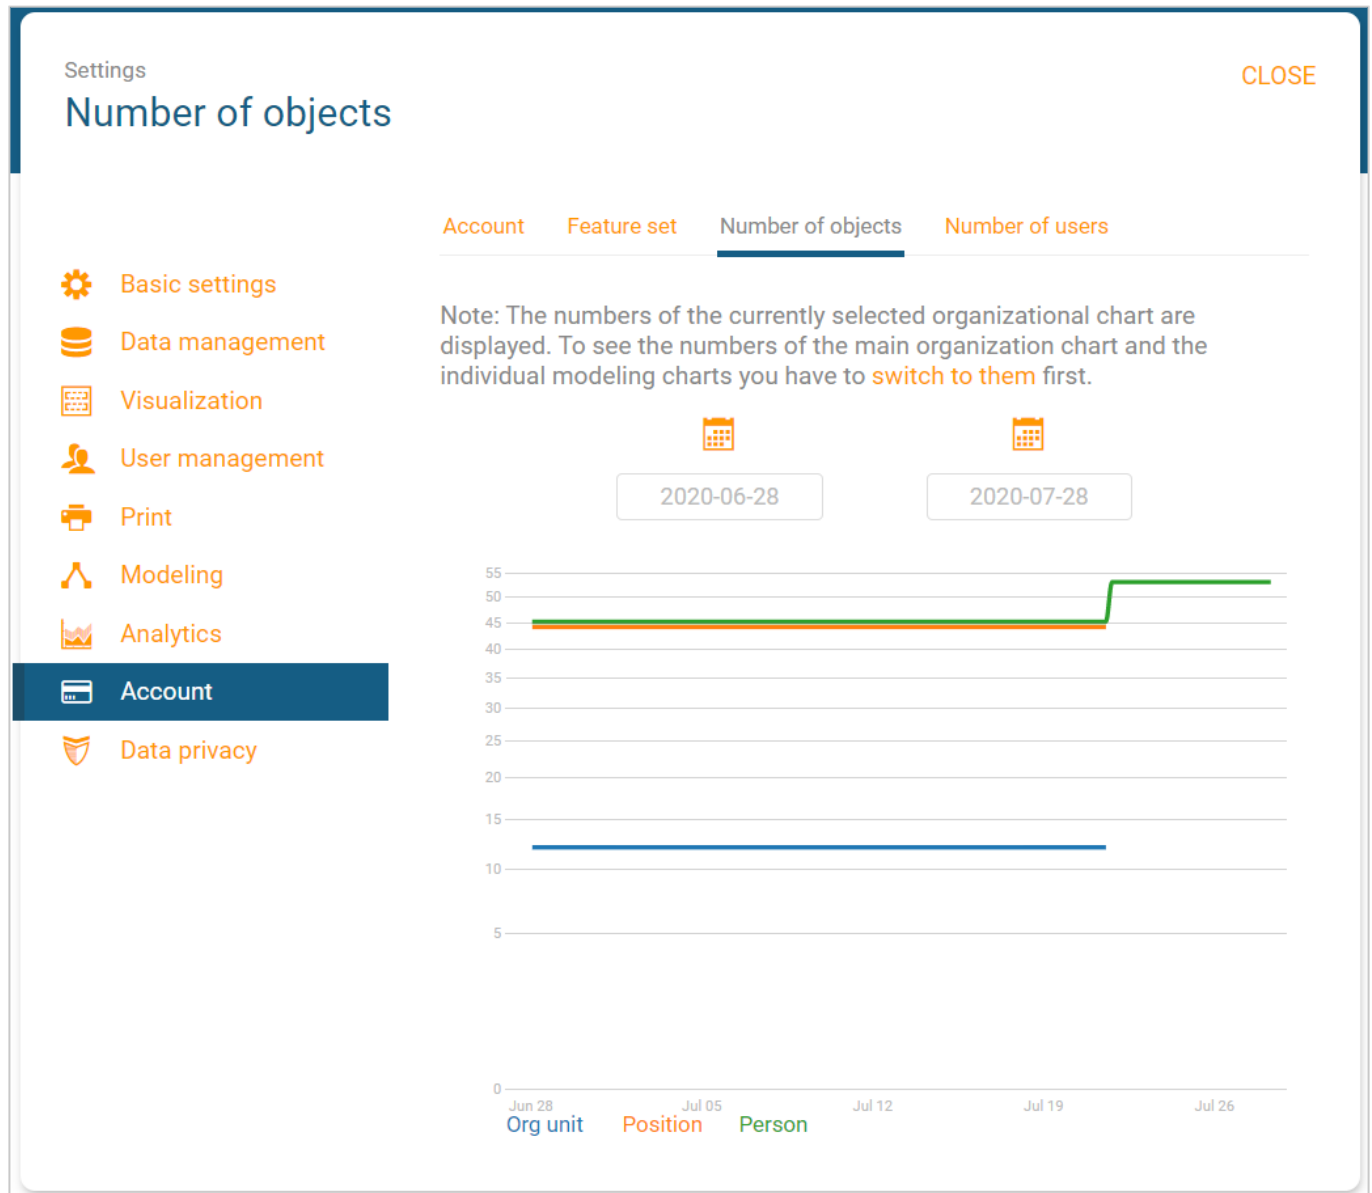 Settings
CLOSE
Number of objects
Account Feature set Number of objects Number of users
Basic settings
Data management
Visualization
User management
Print
Modeling
Analytics
Account
Data privacy
Note: The numbers of the currently selected organizational chart are
displayed. To see the numbers of the main organization chart and the
individual modeling charts you have to switch to them first.
2020-06-28 2020-07-28
55
50
45
40
35
30
25
20
15
10
5
0
Jun 28 Jul 05 Jul 12 Jul 19 Jul 26
Org unit Position Person